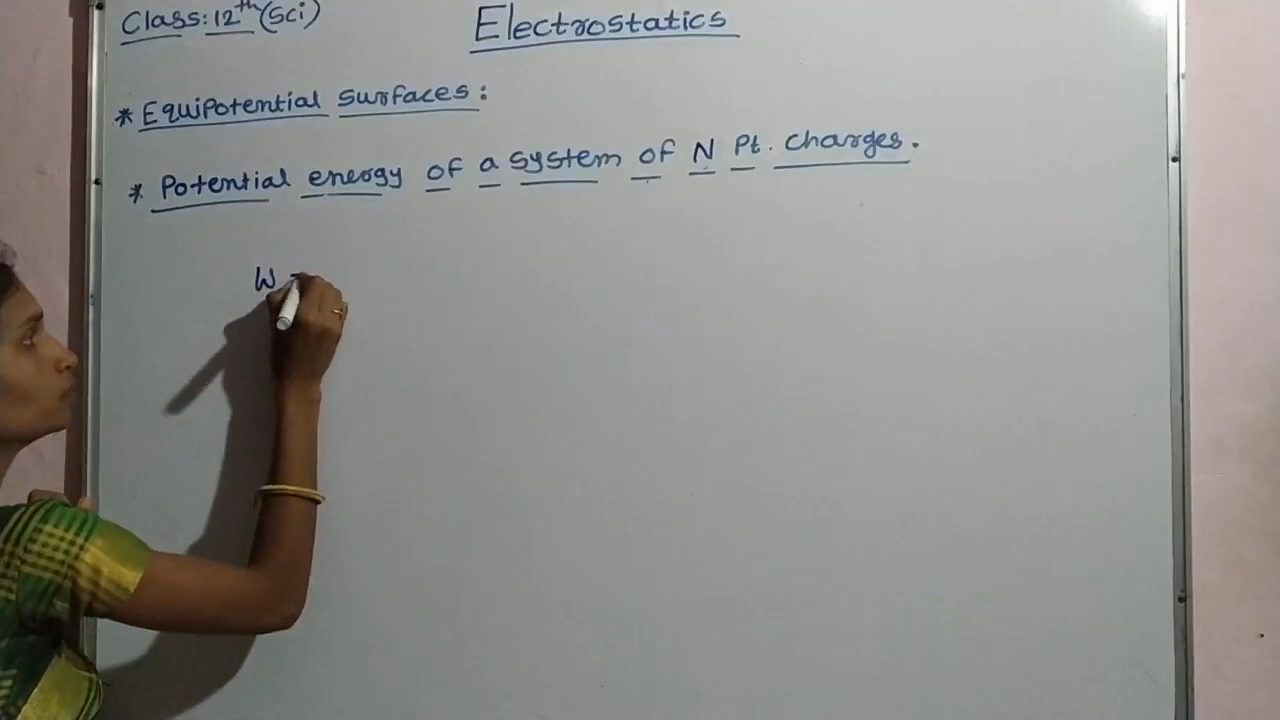 Class: 12th (Sci)
Electrostatics
* Equipotential surfaces:
* Potential energy of a system of N Pt. charges.
W